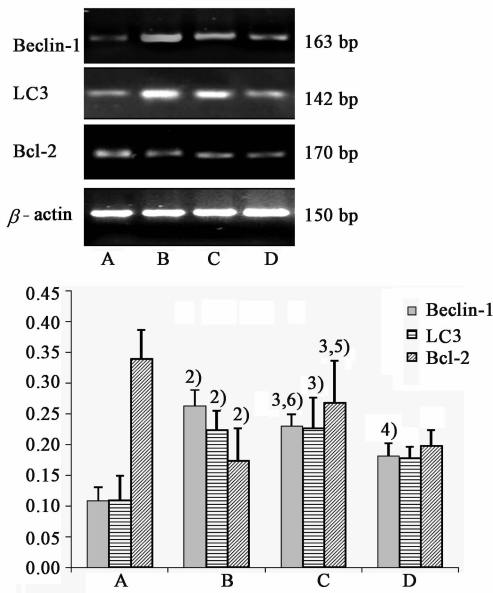 Beclin-1 163 bp
LC3 142 bp
Bcl-2 170 bp
β- actin 150 bp
A B C D
0.45
0.40
0.35
0.30
0.25
0.20
0.15
0.10
0.05
0.00
Beclin-1
LC3
Bcl-2
2) 2) 2)
3,6) 3) 3,5)
4)
A B C D